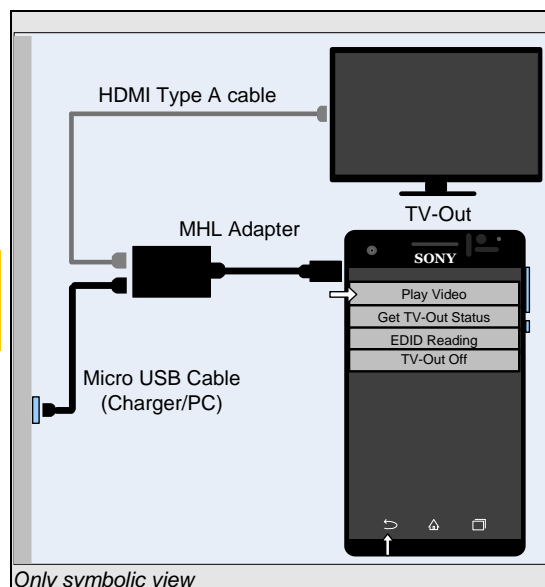 HDMI Type A cable
TV-Out
MHL Adapter
SONY
Play Video
Get TV-Out Status
EDID Reading
TV-Out Off
Micro USB Cable
(Charger/PC)
Only symbolic view